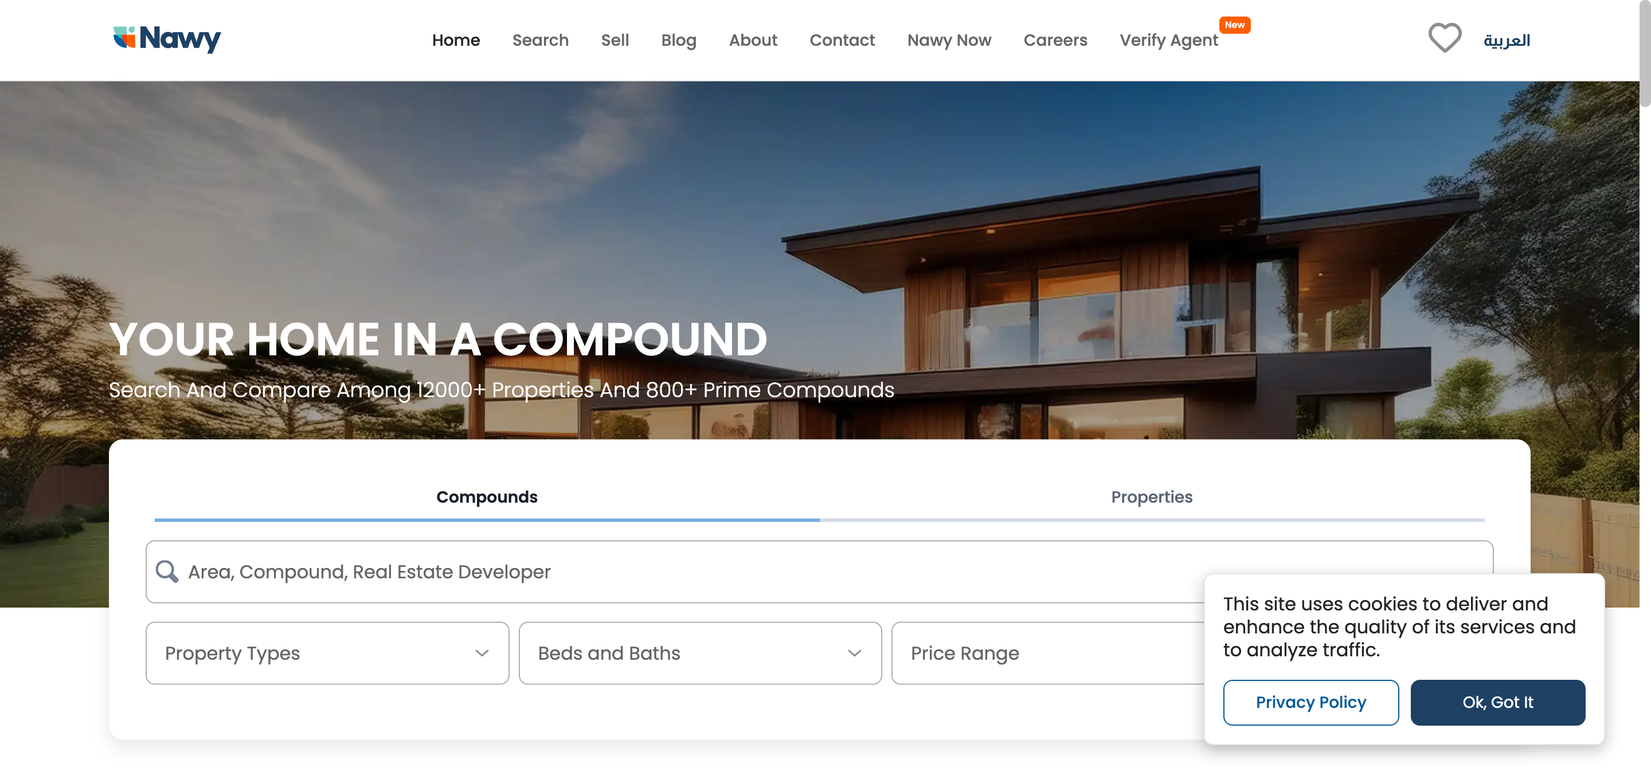 Nawy
Home Search Sell Blog About Contact Nawy Now Careers Verify Agent New العربية
YOUR HOME IN A COMPOUND
Search And Compare Among 12000+ Properties And 800+ Prime Compounds
Compounds Properties
Area, Compound, Real Estate Developer
Property Types Beds and Baths Price Range
This site uses cookies to deliver and
enhance the quality of its services and
to analyze traffic.
Privacy Policy Ok, Got It